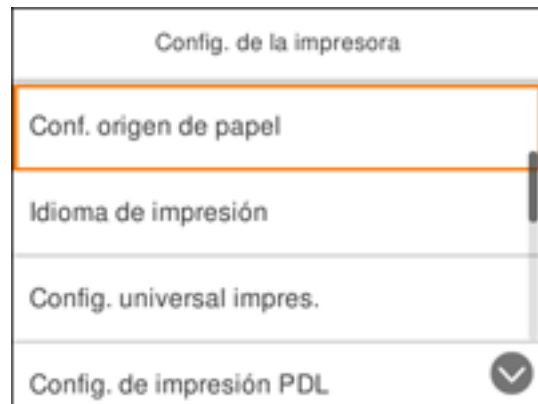 Config. de la impresora
Conf. origen de papel
Idioma de impresión
Config. universal impres.
Config. de impresión PDL